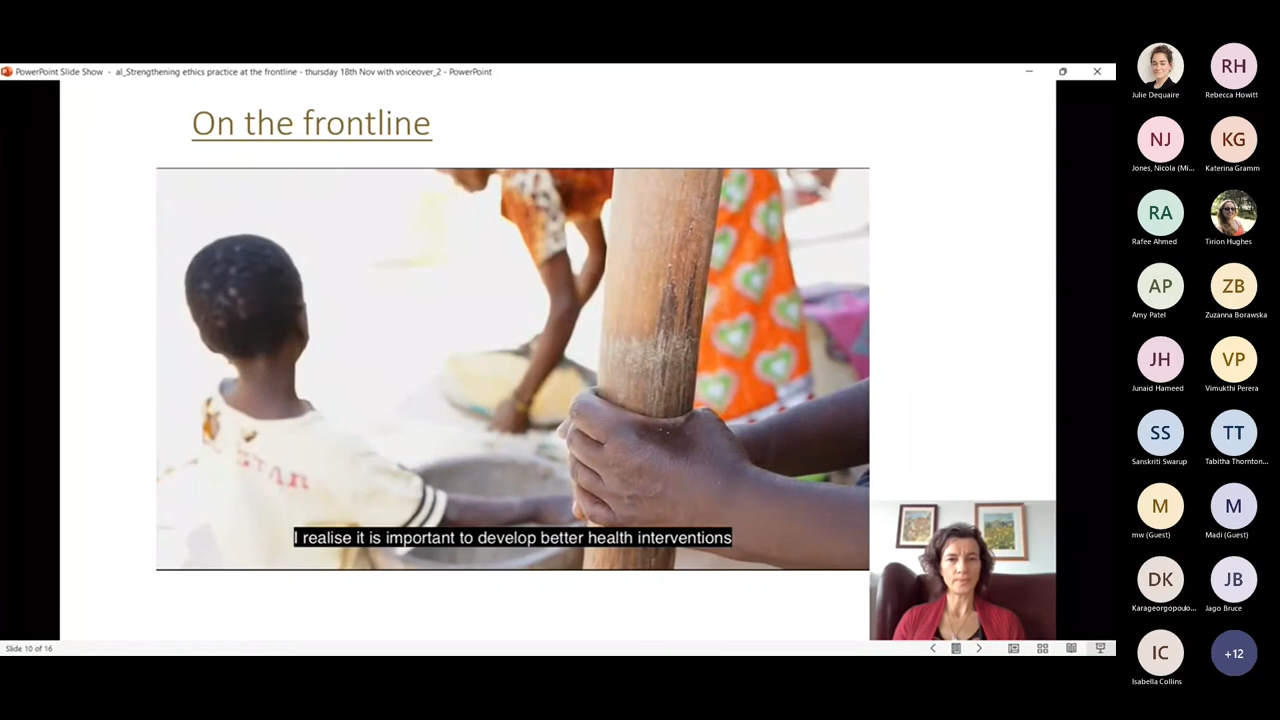 PowerPoint Slide Show - al_Strengthening ethics practice at the frontline - thursday 18th Nov with voiceover_2 - PowerPoint
On the frontline
STAR
I realise it is important to develop better health interventions
Slide 10 of 16
Julie Dequaire
RH
Rebecca Howitt
NJ
Jones, Nicola (Mi...
KG
Katerina Gramm
RA
Rafee Ahmed
Tirion Hughes
AP
Amy Patel
ZB
Zuzanna Borawska
JH
Junaid Hameed
VP
Vimukthi Perera
SS
Sanskriti Swarup
TT
Tabitha Thornton...
M
mw (Guest)
M
Madi (Guest)
DK
Karageorgopoulo...
JB
Jago Bruce
IC
Isabella Collins
+12